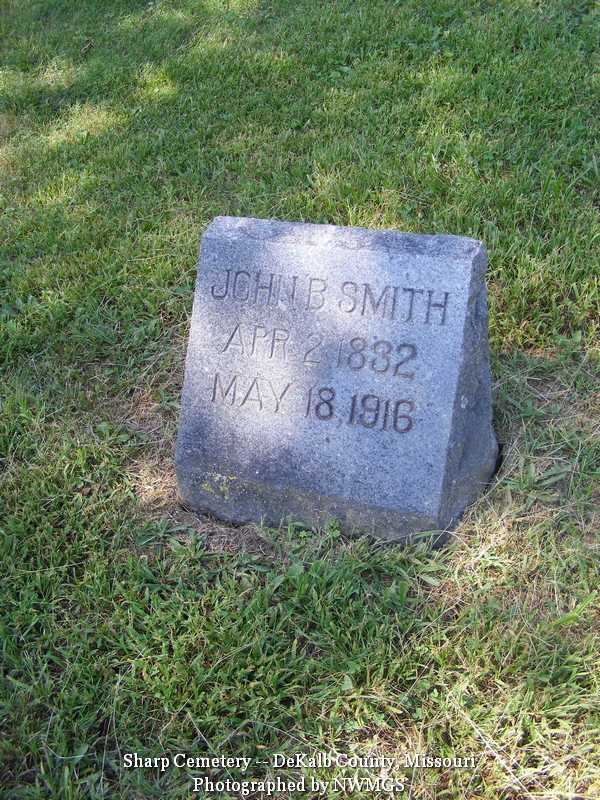 JOHN B. SMITH
APR. 2, 1832
MAY 18, 1916
Sharp Cemetery -- DeKalb County, Missouri
Photographed by NWMGS